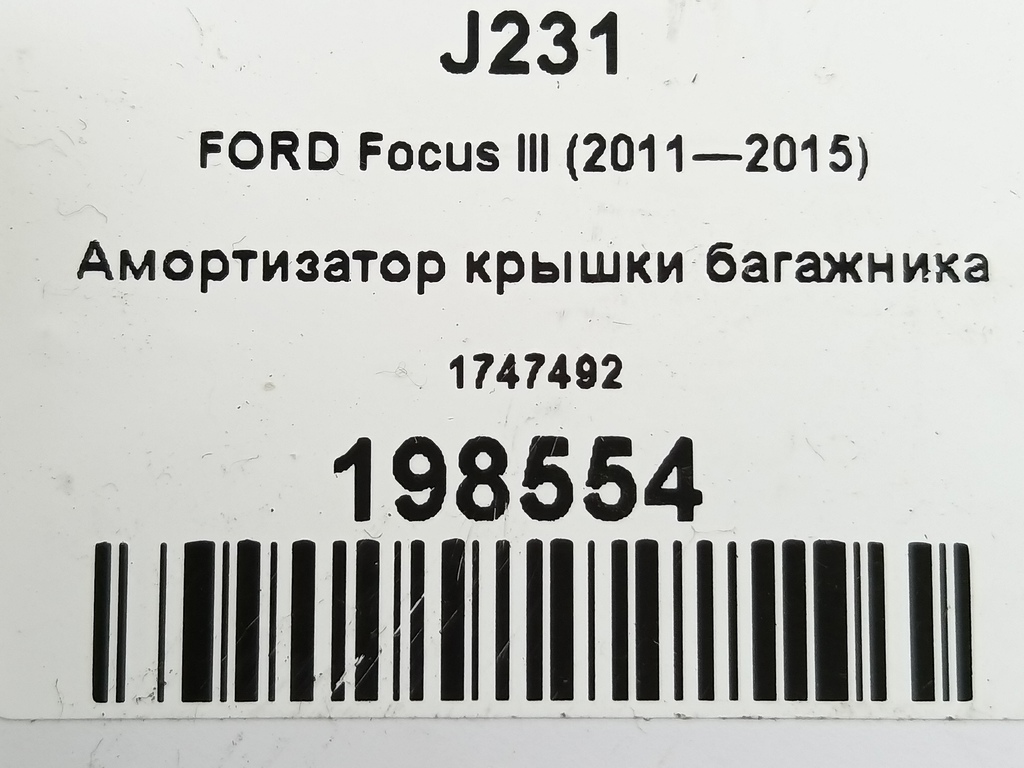 J231
FORD Focus III (2011—2015)
Амортизатор крышки багажника
1747492
198554